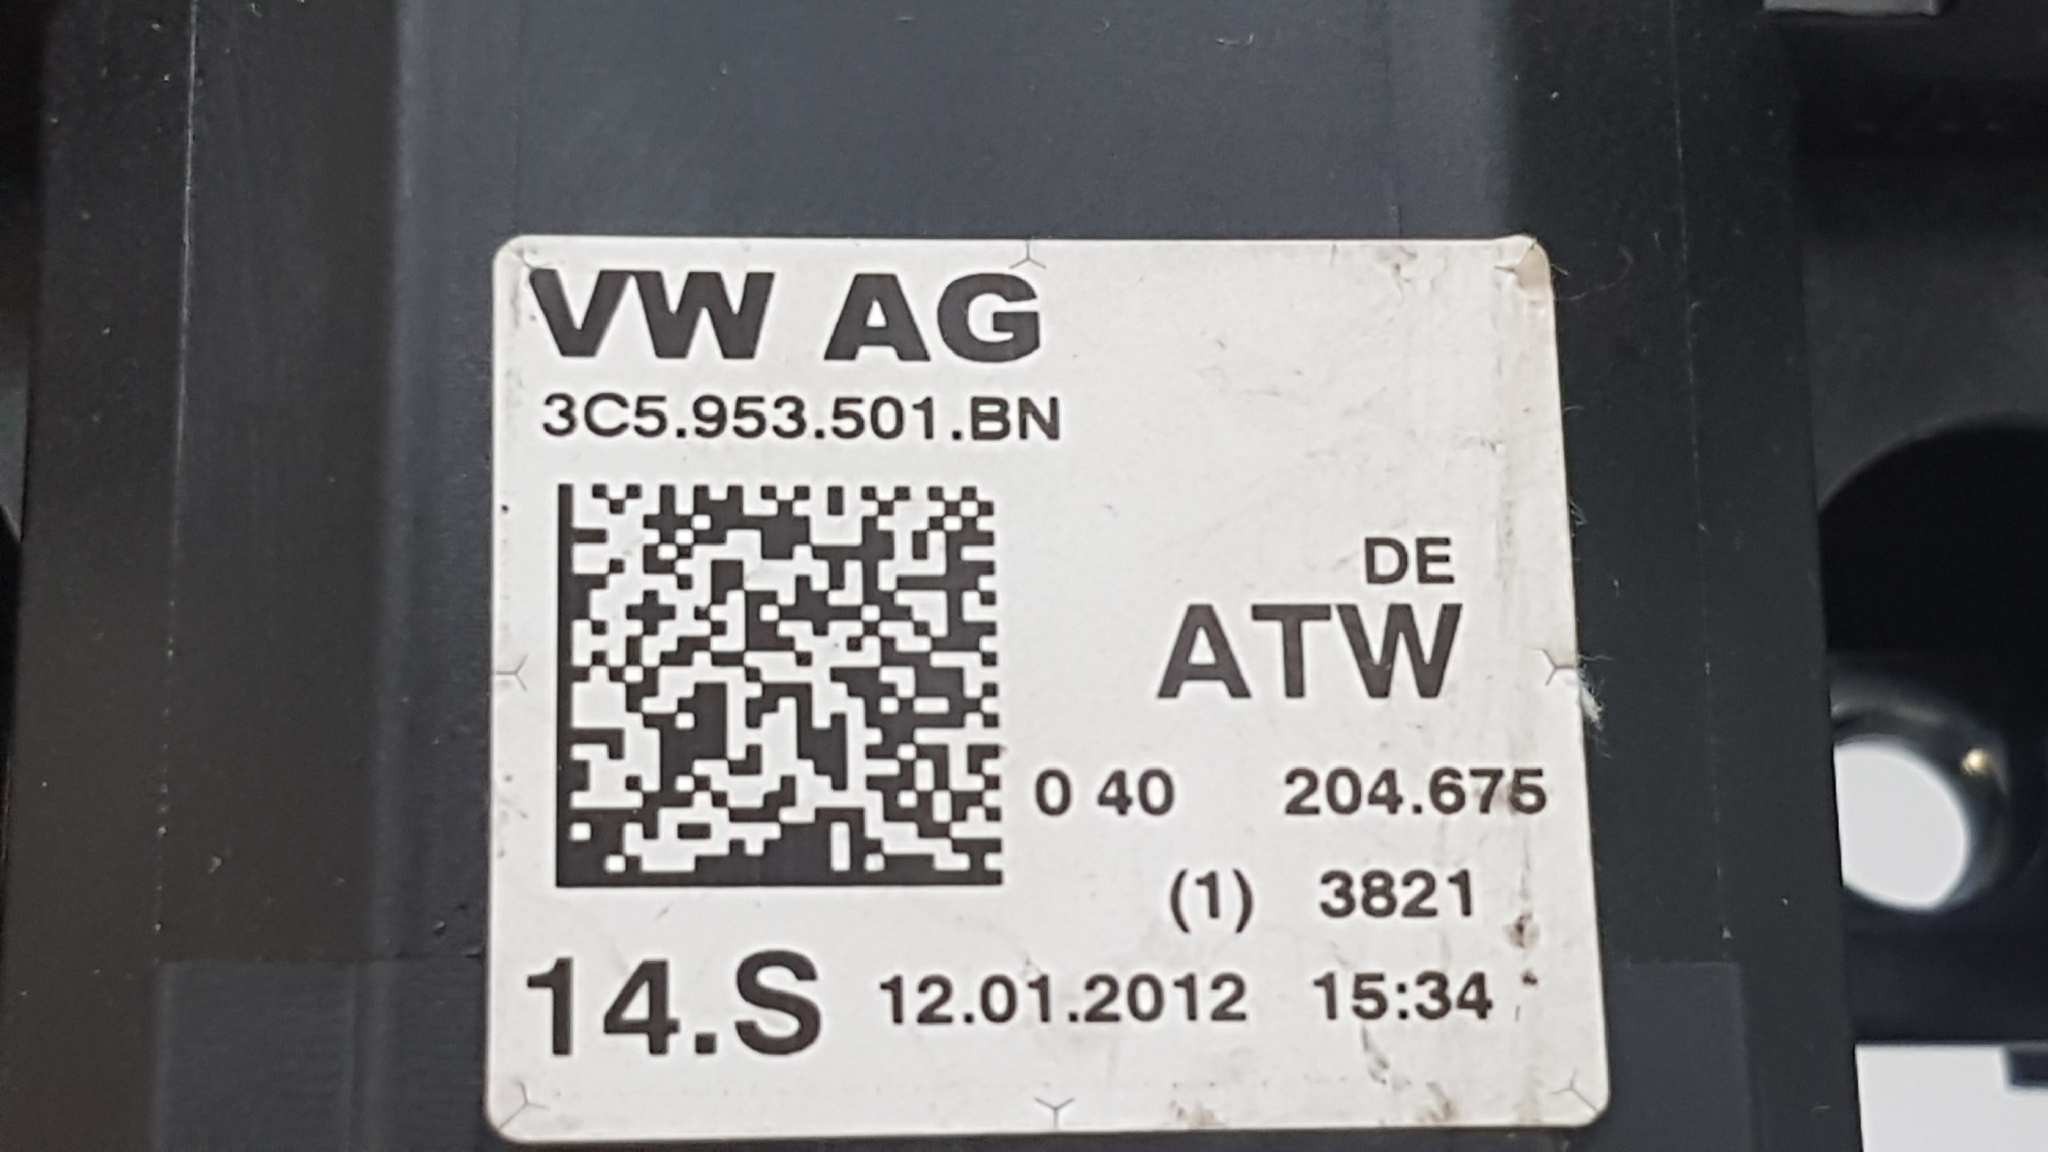 VW AG
3C5.953.501.BN
DE
ATW
0 40 204.675
(1) 3821
14.S 12.01.2012 15:34